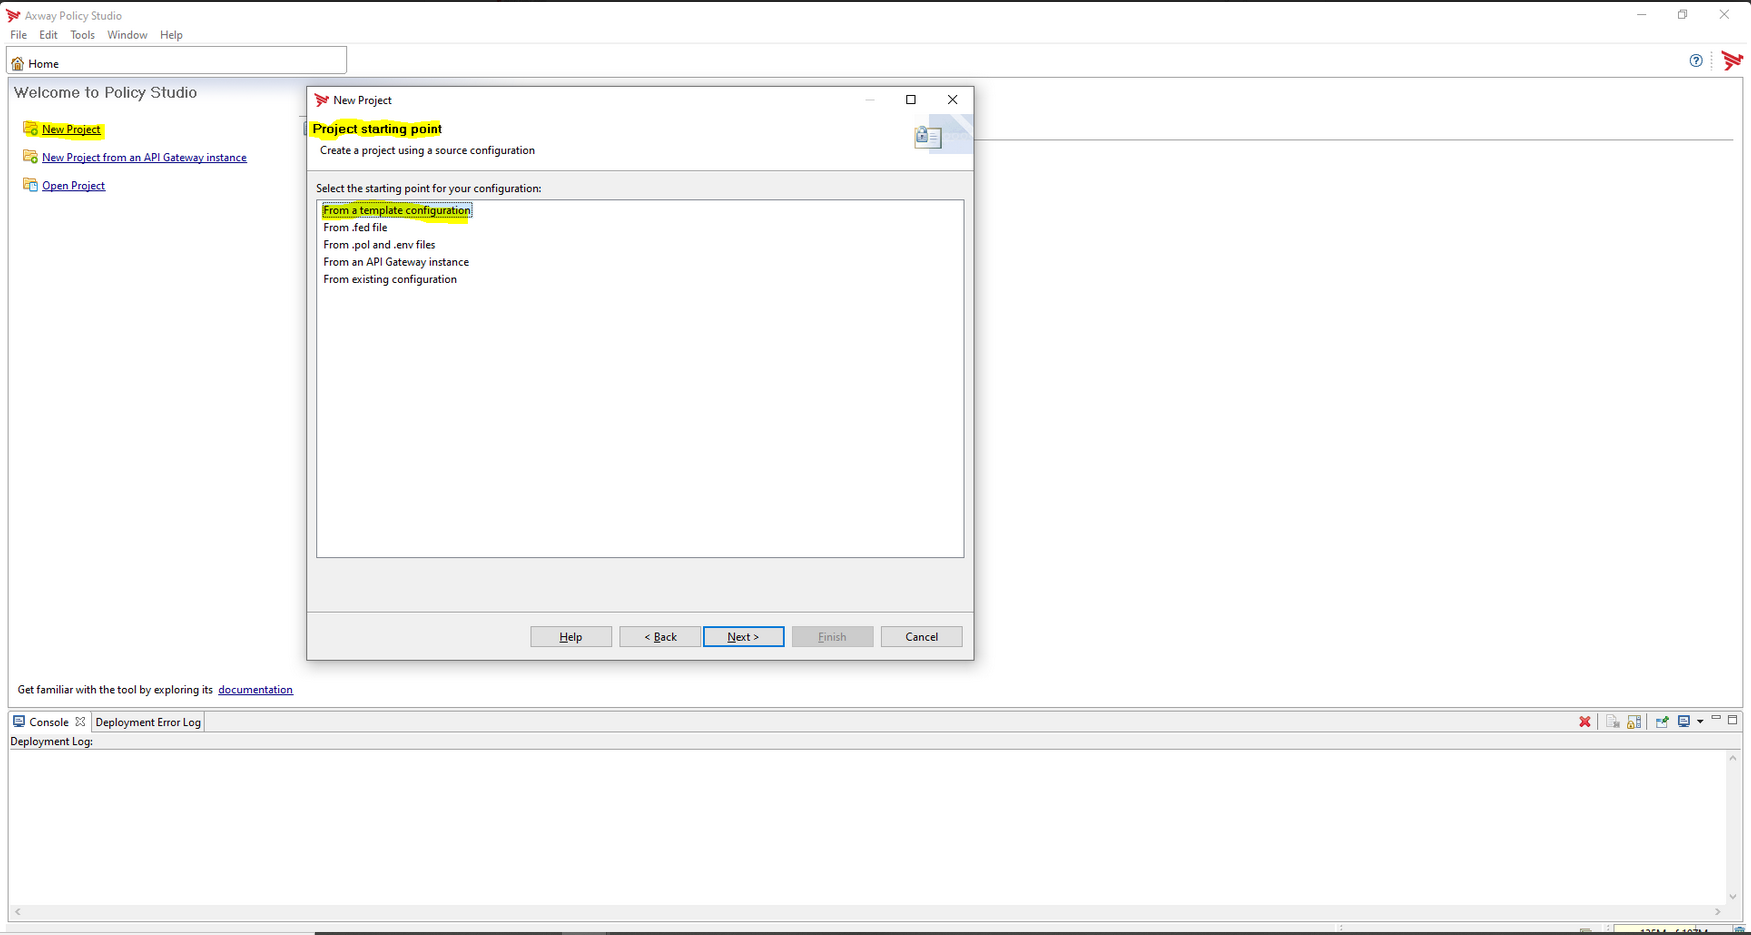 Axway Policy Studio
File Edit Tools Window Help
Home
Welcome to Policy Studio
New Project
New Project from an API Gateway instance
Open Project
New Project
Project starting point
Create a project using a source configuration
Select the starting point for your configuration:
From a template configuration
From .fed file
From .pol and .env files
From an API Gateway instance
From existing configuration
Help
< Back
Next >
Finish
Cancel
Get familiar with the tool by exploring its documentation
Console Deployment Error Log
Deployment Log: